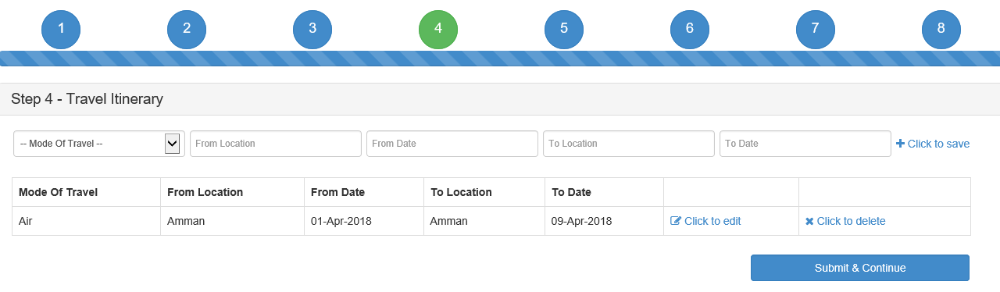 1 2 3 4 5 6 7 8
Step 4 - Travel Itinerary
-- Mode Of Travel -- From Location From Date To Location To Date Click to save
Mode Of Travel From Location From Date To Location To Date
Air Amman 01-Apr-2018 Amman 09-Apr-2018 Click to edit Click to delete
Submit & Continue